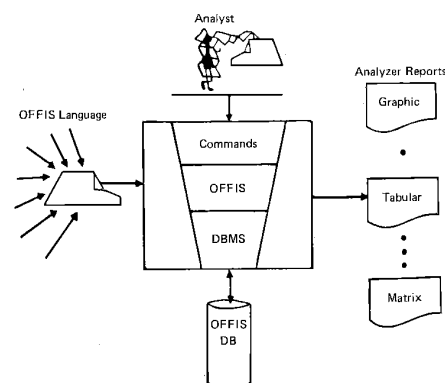 Analyst
Analyzer Reports
OFFIS Language
Graphic
Commands
OFFIS
Tabular
DBMS
Matrix
OFFIS
DB